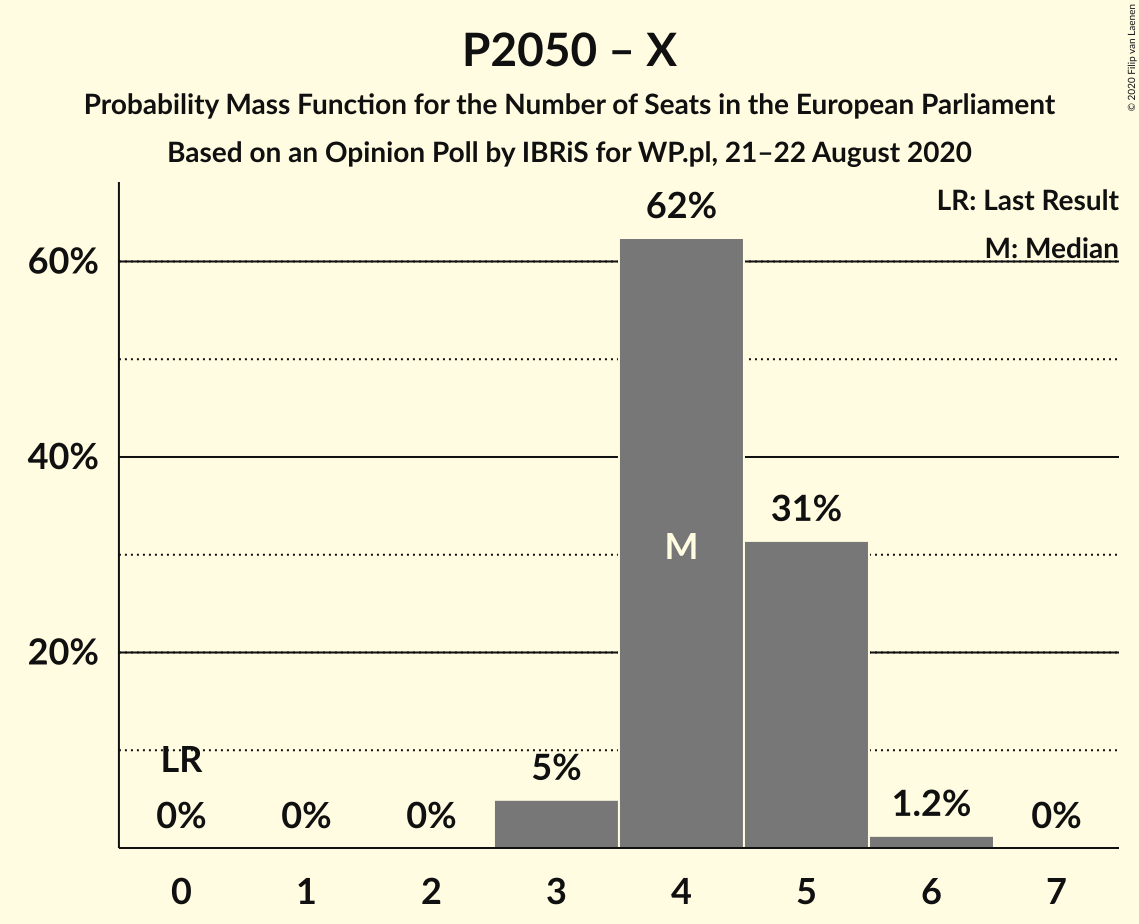 P2050 – X
Probability Mass Function for the Number of Seats in the European Parliament
Based on an Opinion Poll by IBRiS for WP.pl, 21–22 August 2020
© 2020 Filip van Laenen
LR: Last Result
M: Median
62%
60%
40%
31%
M
20%
LR
5%
1.2%
0% 0% 0% 0%
0 1 2 3 4 5 6 7